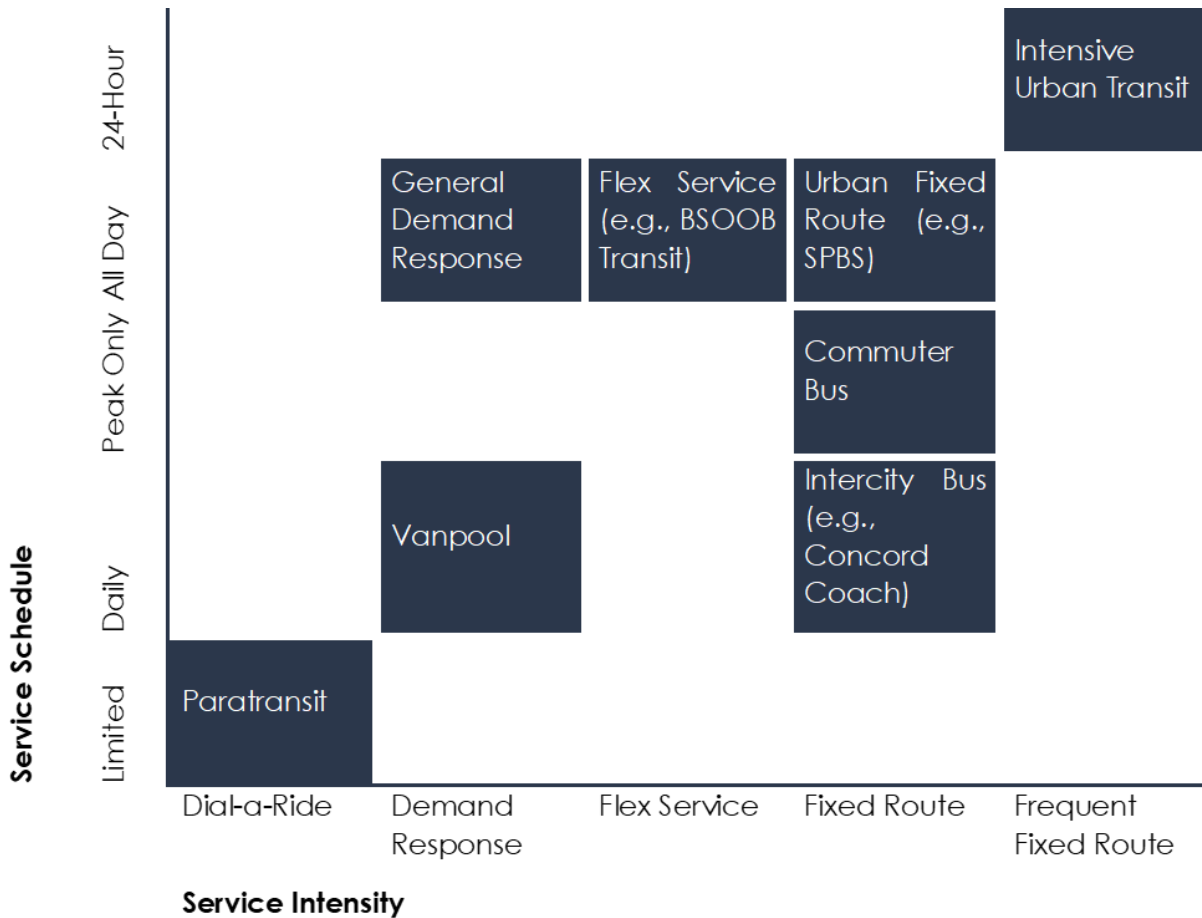 24-Hour
Intensive
Urban Transit
All Day
General
Demand
Response
Flex Service
(e.g., BSOOB
Transit)
Urban Fixed
Route (e.g.,
SPBS)
Peak Only
Commuter
Bus
Service Schedule
Daily
Vanpool
Intercity Bus
(e.g.,
Concord
Coach)
Limited
Paratransit
Dial-a-Ride
Demand
Response
Flex Service
Fixed Route
Frequent
Fixed Route
Service Intensity